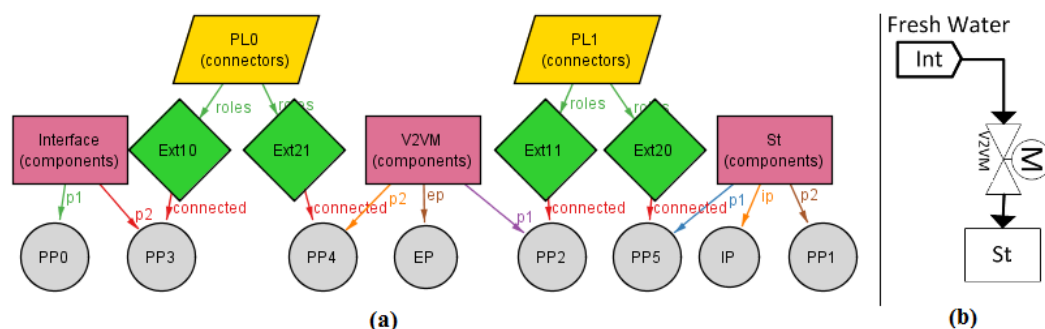 PL0
(connectors)
PL1
(connectors)
roles
roles
roles
roles
Interface
(components)
Ext10
Ext21
V2VM
(components)
Ext11
Ext20
St
(components)
p1
p2
connected
connected
p2
ep
p1
connected
connected
p1
ip
p2
PP0
PP3
PP4
EP
PP2
PP5
IP
PP1
(a)
Fresh Water
Int
V2VM
M
St
(b)